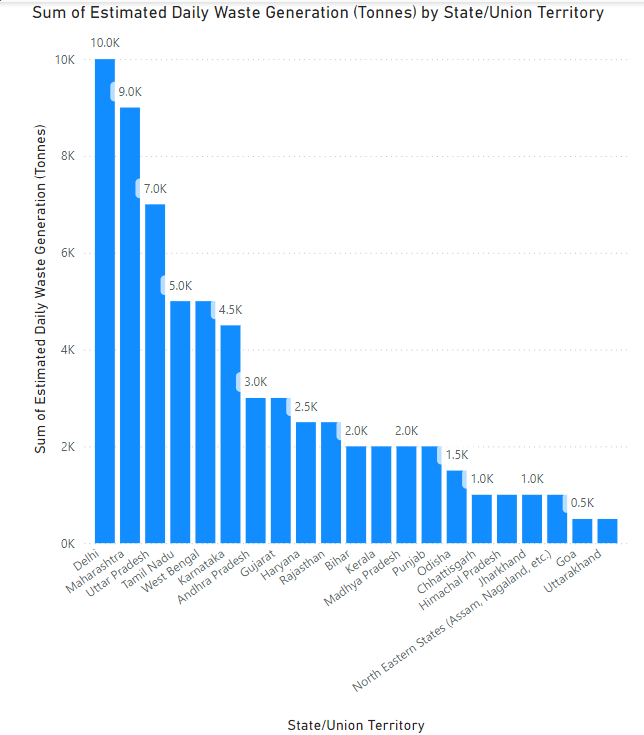 Sum of Estimated Daily Waste Generation (Tonnes) by State/Union Territory
Sum of Estimated Daily Waste Generation (Tonnes)
10K
8K
6K
4K
2K
0K
10.0K
9.0K
7.0K
5.0K
4.5K
3.0K
2.5K
2.0K
2.0K
1.5K
1.0K
1.0K
0.5K
Delhi
Maharashtra
Uttar Pradesh
Tamil Nadu
West Bengal
Karnataka
Andhra Pradesh
Gujarat
Haryana
Rajasthan
Bihar
Kerala
Madhya Pradesh
Punjab
Odisha
Chhattisgarh
Himachal Pradesh
Jharkhand
North Eastern States (Assam, Nagaland, etc.)
Goa
Uttarakhand
State/Union Territory